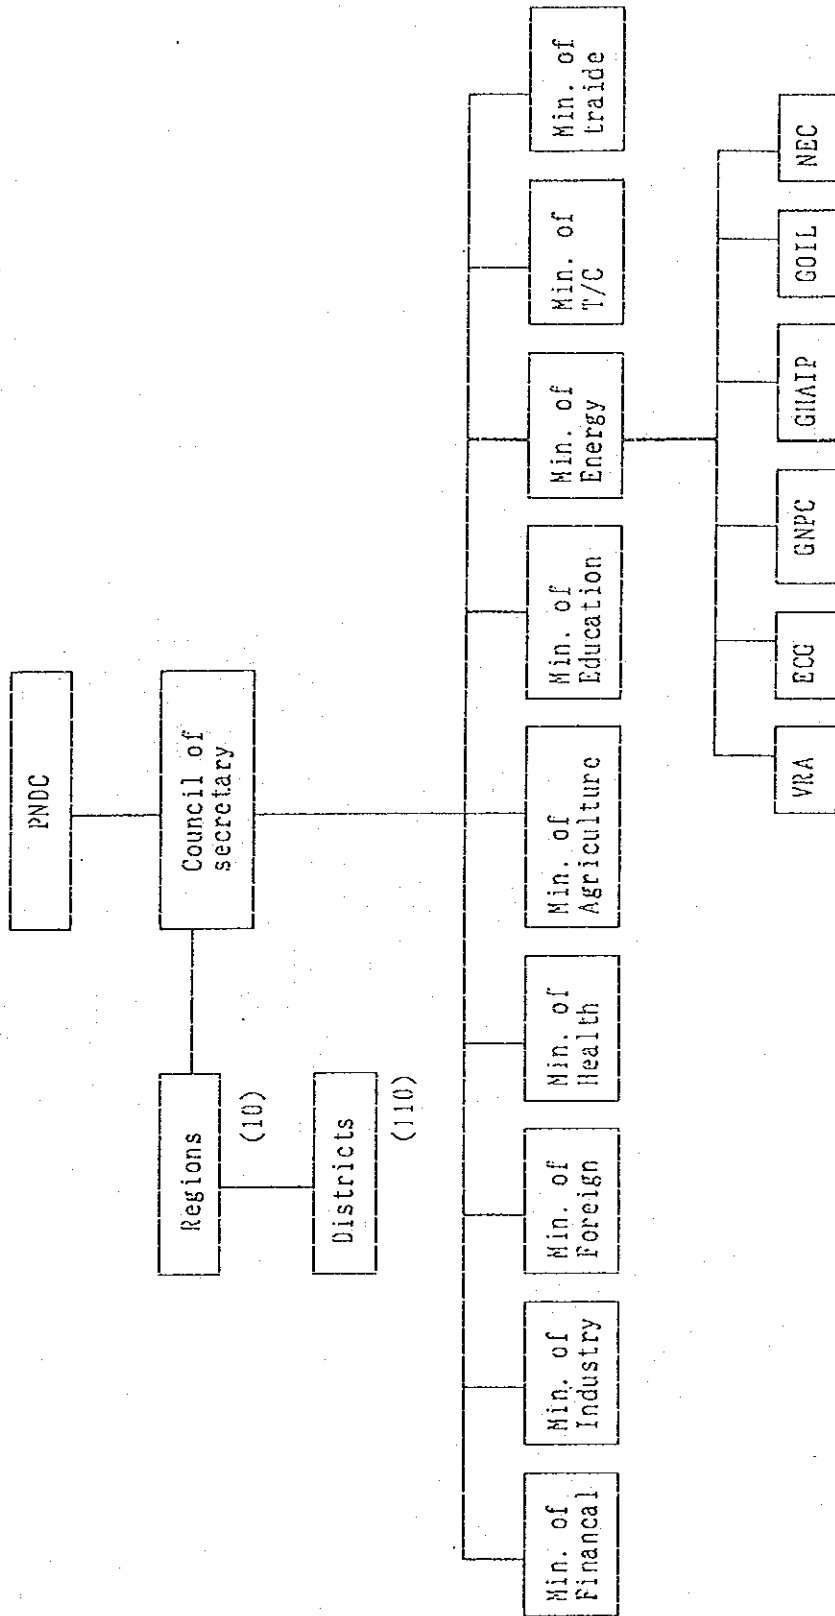 PNDC
Council of
secretary
Regions
(10)
Districts
(110)
Min. of
Financal
Min. of
Industry
Min. of
Foreign
Min. of
Health
Min. of
Agriculture
Min. of
Education
Min. of
Energy
Min. of
T/C
Min. of
traide
VRA
ECG
GNPC
GHAIP
GOIL
NEC